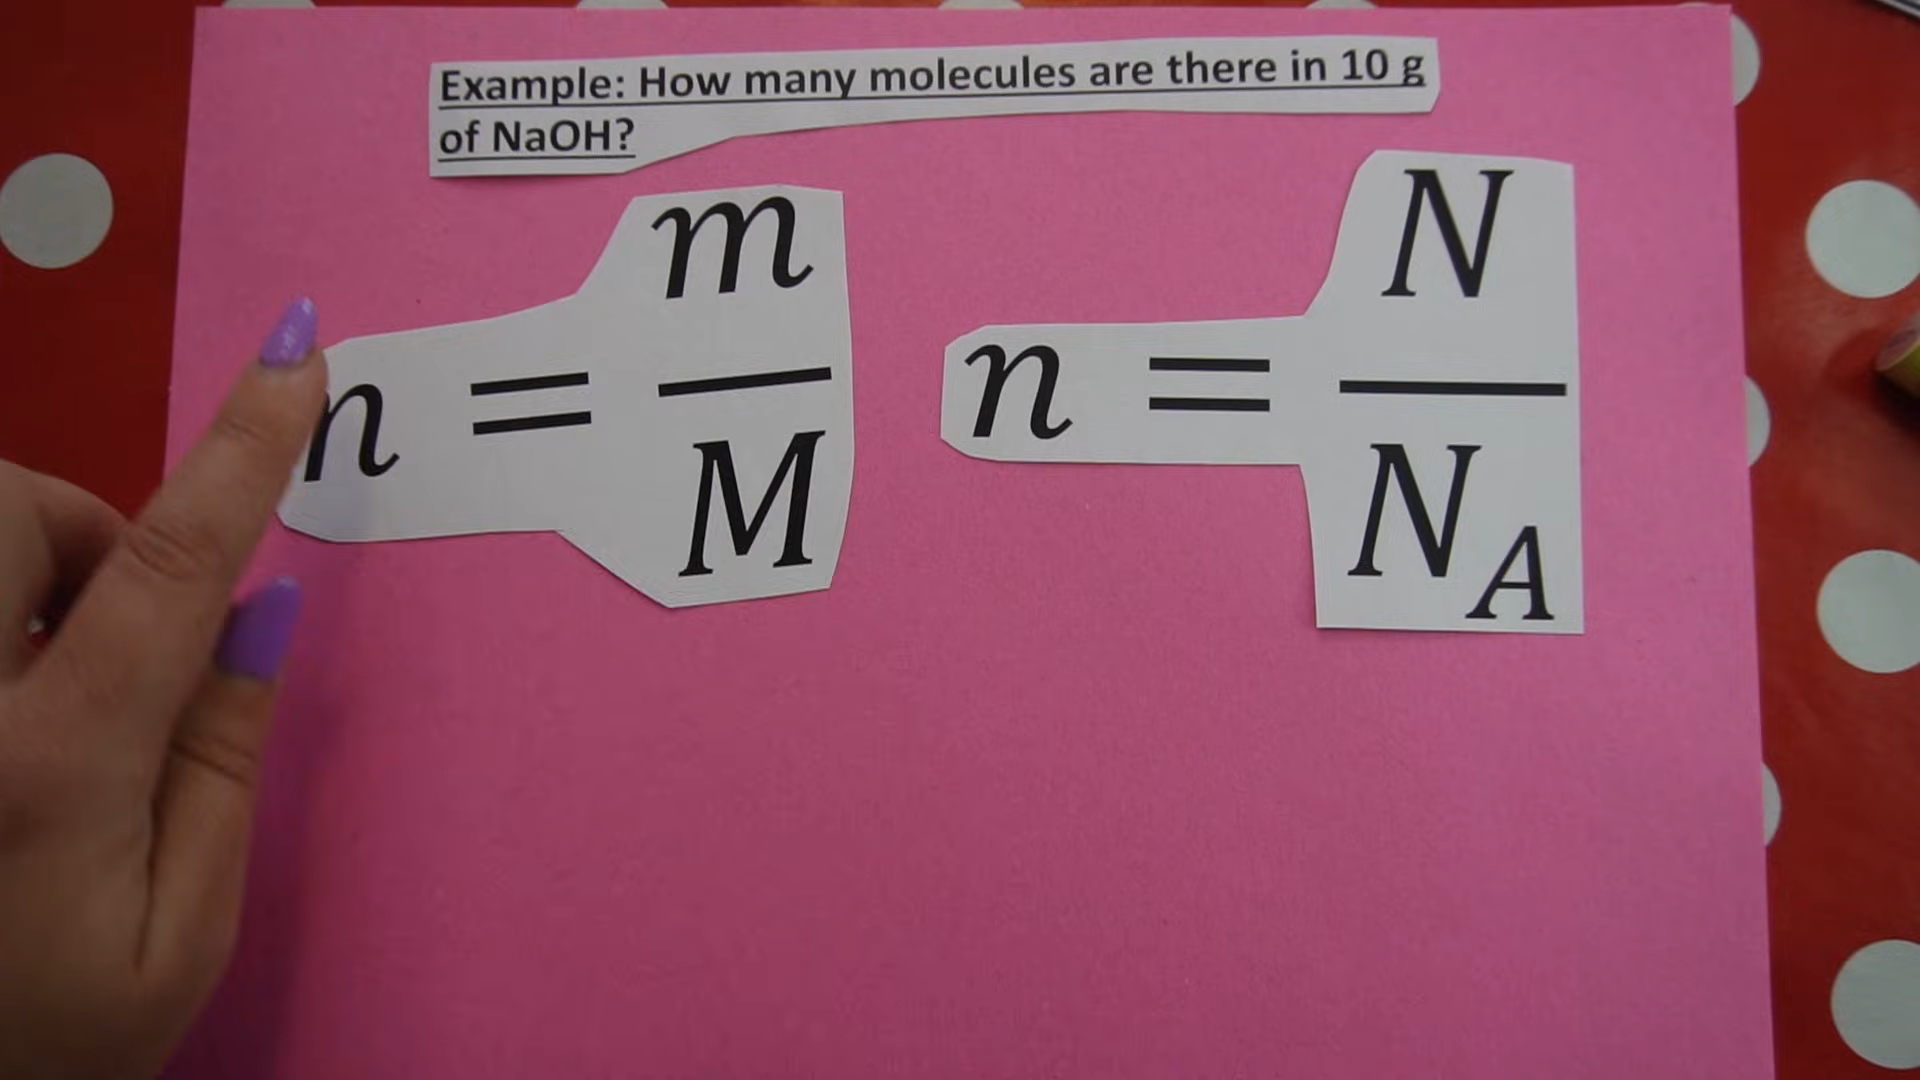 Example: How many molecules are there in 10 g
of NaOH?
n = m/M
n = N/N_A